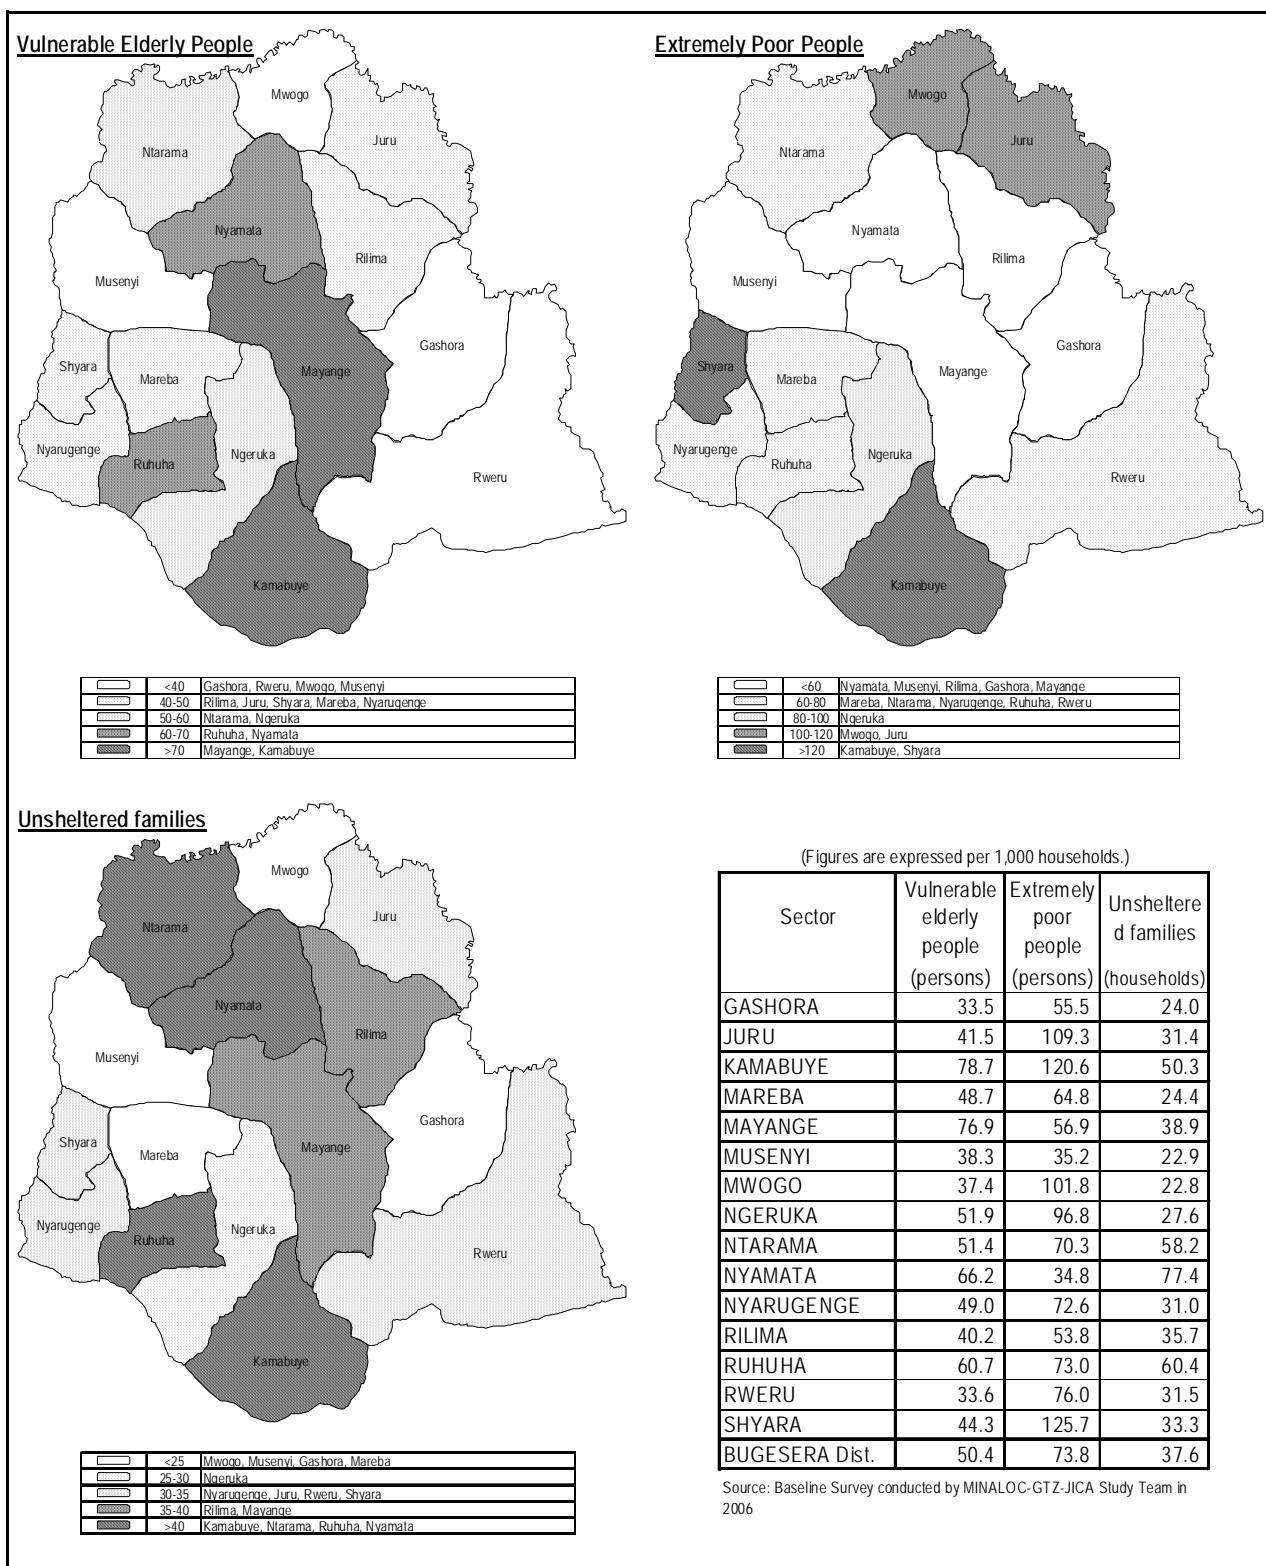 Vulnerable Elderly People
Mwogo
Juru
Ntarama
Nyamata
Rilima
Musenyi
Gashora
Shyara
Mareba
Mayange
Nyarugenge
Ruhuha
Ngeruka
Rweru
Kamabuye
<40 Gashora, Rweru, Mwogo, Musenyi
40-50 Rilima, Juru, Shyara, Mareba, Nyarugenge
50-60 Ntarama, Ngeruka
60-70 Ruhuha, Nyamata
>70 Mayange, Kamabuye
Extremely Poor People
Mwogo
Juru
Ntarama
Nyamata
Rilima
Musenyi
Gashora
Shyara
Mareba
Mayange
Nyarugenge
Ruhuha
Ngeruka
Rweru
Kamabuye
<60 Nyamata, Musenyi, Rilima, Gashora, Mayange
60-80 Mareba, Ntarama, Nyarugenge, Ruhuha, Rweru
80-100 Ngeruka
100-120 Mwogo, Juru
>120 Kamabuye, Shyara
Unsheltered families
Mwogo
Juru
Ntarama
Nyamata
Rilima
Musenyi
Gashora
Shyara
Mareba
Mayange
Nyarugenge
Ruhuha
Ngeruka
Rweru
Kamabuye
<25 Mwogo, Musenyi, Gashora, Mareba
25-30 Ngeruka
30-35 Nyarugenge, Juru, Rweru, Shyara
35-40 Rilima, Mayange
>40 Kamabuye, Ntarama, Ruhuha, Nyamata
(Figures are expressed per 1,000 households.)
Sector
Vulnerable
elderly
people
(persons)
Extremely
poor
people
(persons)
Unsheltere
d families
(households)
GASHORA 33.5 55.5 24.0
JURU 41.5 109.3 31.4
KAMABUYE 78.7 120.6 50.3
MAREBA 48.7 64.8 24.4
MAYANGE 76.9 56.9 38.9
MUSENYI 38.3 35.2 22.9
MWOGO 37.4 101.8 22.8
NGERUKA 51.9 96.8 27.6
NTARAMA 51.4 70.3 58.2
NYAMATA 66.2 34.8 77.4
NYARUGENGE 49.0 72.6 31.0
RILIMA 40.2 53.8 35.7
RUHUHA 60.7 73.0 60.4
RWERU 33.6 76.0 31.5
SHYARA 44.3 125.7 33.3
BUGESERA Dist. 50.4 73.8 37.6
Source: Baseline Survey conducted by MINALOC-GTZ-JICA Study Team in
2006